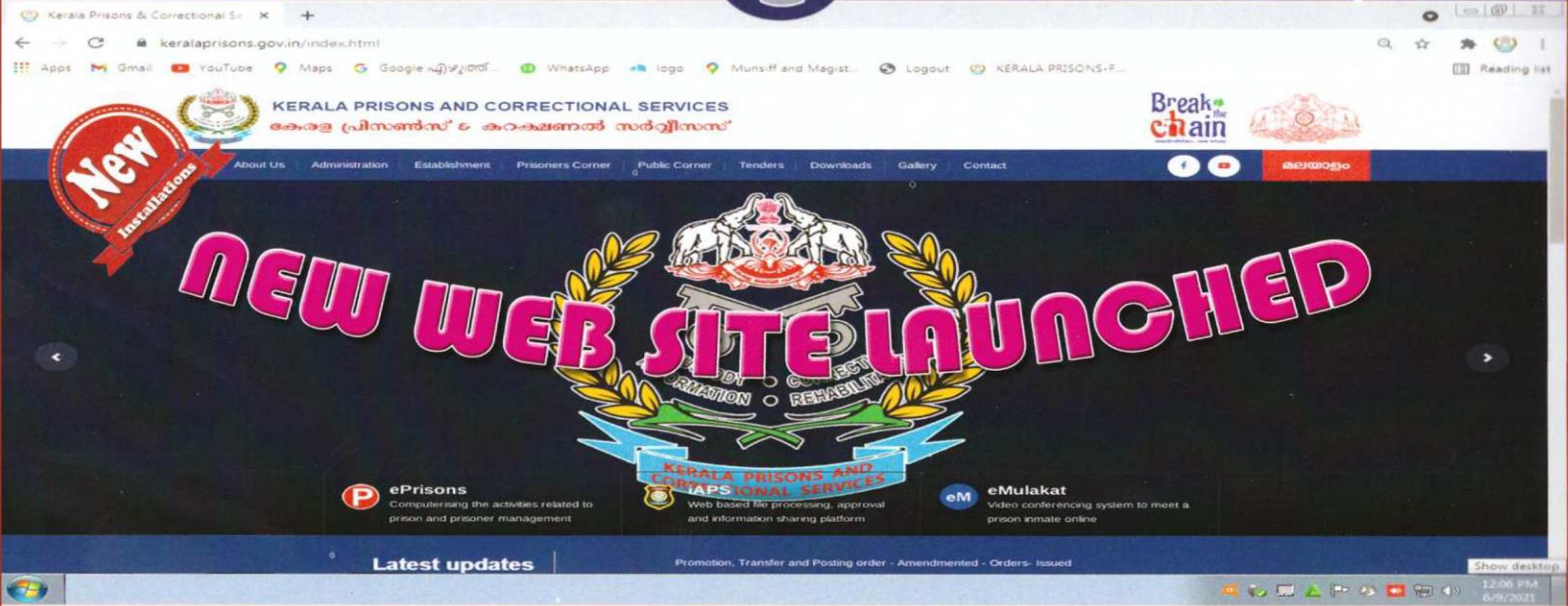 Kerala Prisons & Correctional Se
keralaprisons.gov.in/index.html
Apps Gmail YouTube Maps Google എഴുത്ത്... WhatsApp logo Munsiff and Magist... Logout KERALA PRISONS-F...
Reading list
KERALA PRISONS AND CORRECTIONAL SERVICES
കേരള പ്രിസൺസ് & കറക്ഷണൽ സർവ്വീസസ്
Break the chain
New
Installations
About Us Administration Establishment Prisoners Corner Public Corner Tenders Downloads Gallery Contact
മലയാളം
NEW WEB SITE LAUNCHED
KERALA PRISONS AND
CORRECTIONAL SERVICES
ePrisons
Computerising the activities related to
prison and prisoner management
iAPS
Web based file processing, approval
and information sharing platform
eM
eMulakat
Video conferencing system to meet a
prison inmate online
Latest updates
Promotion, Transfer and Posting order - Amendmented - Orders- Issued
Show desktop
12:06 PM
6/9/2021